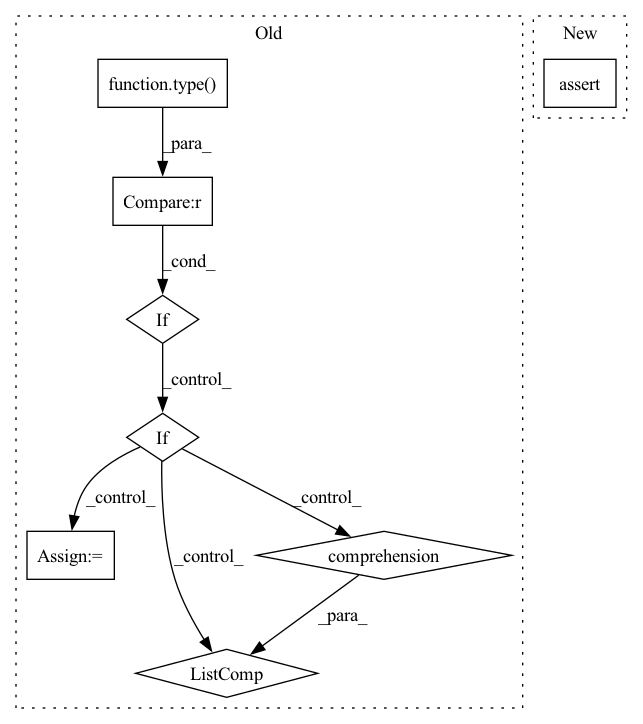 Old
New
function.type()
assert
_para_
Compare:r
_cond_
If
_control_
If
_control_
_control_
_control_
Assign:=
comprehension
_para_
ListComp